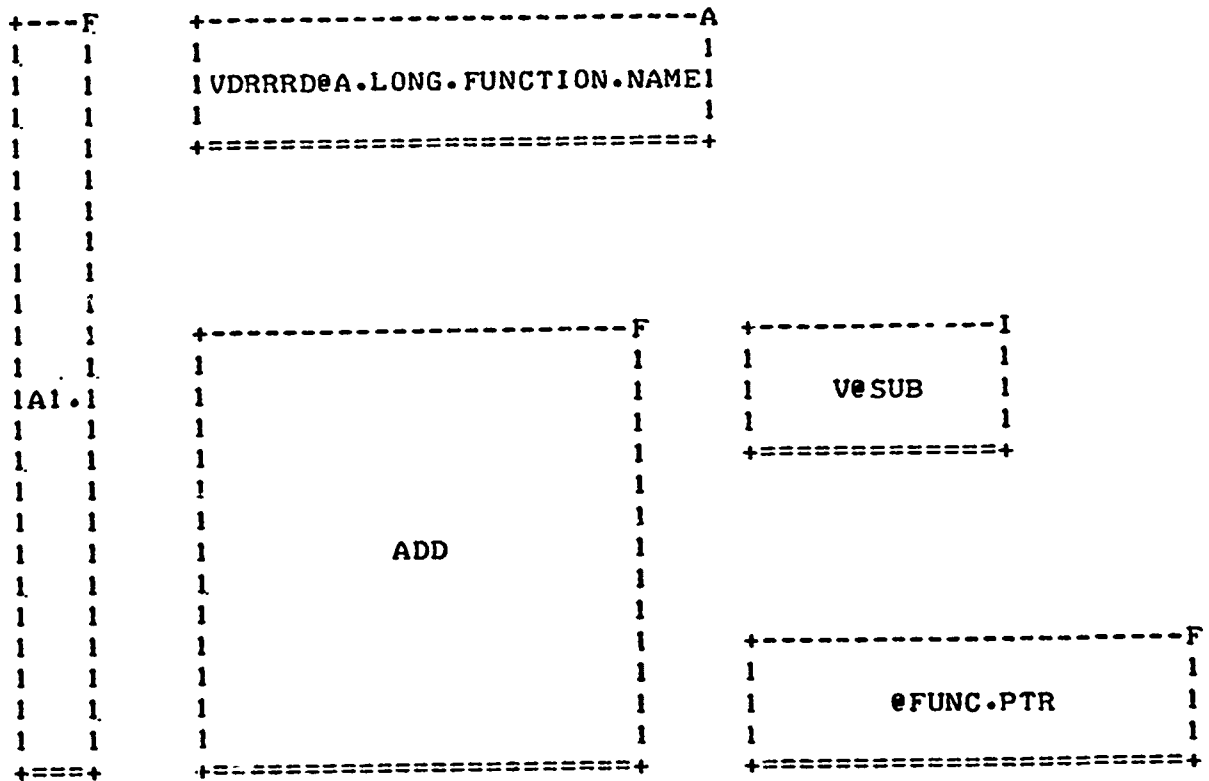 F
A
VDRRRD@A.LONG.FUNCTION.NAME
F
I
A1.
V@SUB
ADD
F
@FUNC.PTR